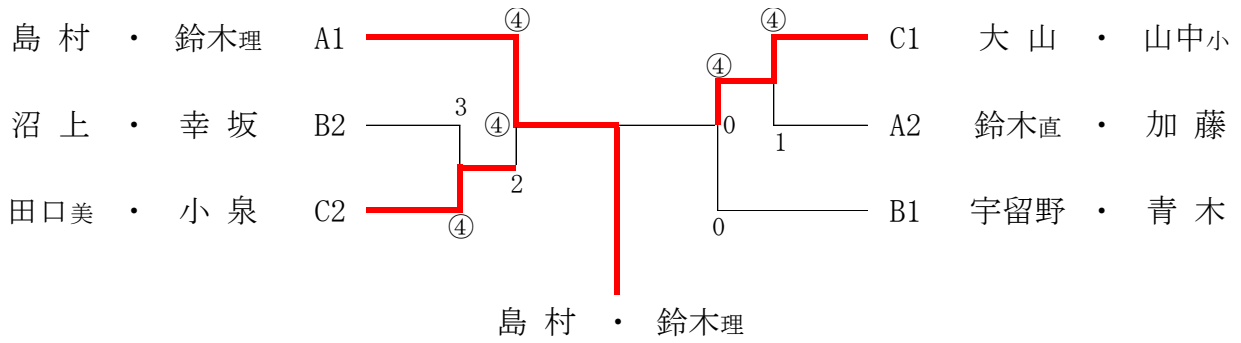 ④ ④
島村 ・ 鈴木理 A1 C1 大山 ・ 山中小
④
3
沼上 ・ 幸坂 B2 ④ 0 A2 鈴木直 ・ 加藤
1
2
田口美 ・ 小泉 C2 B1 宇留野 ・ 青木
④ 0
島村 ・ 鈴木理